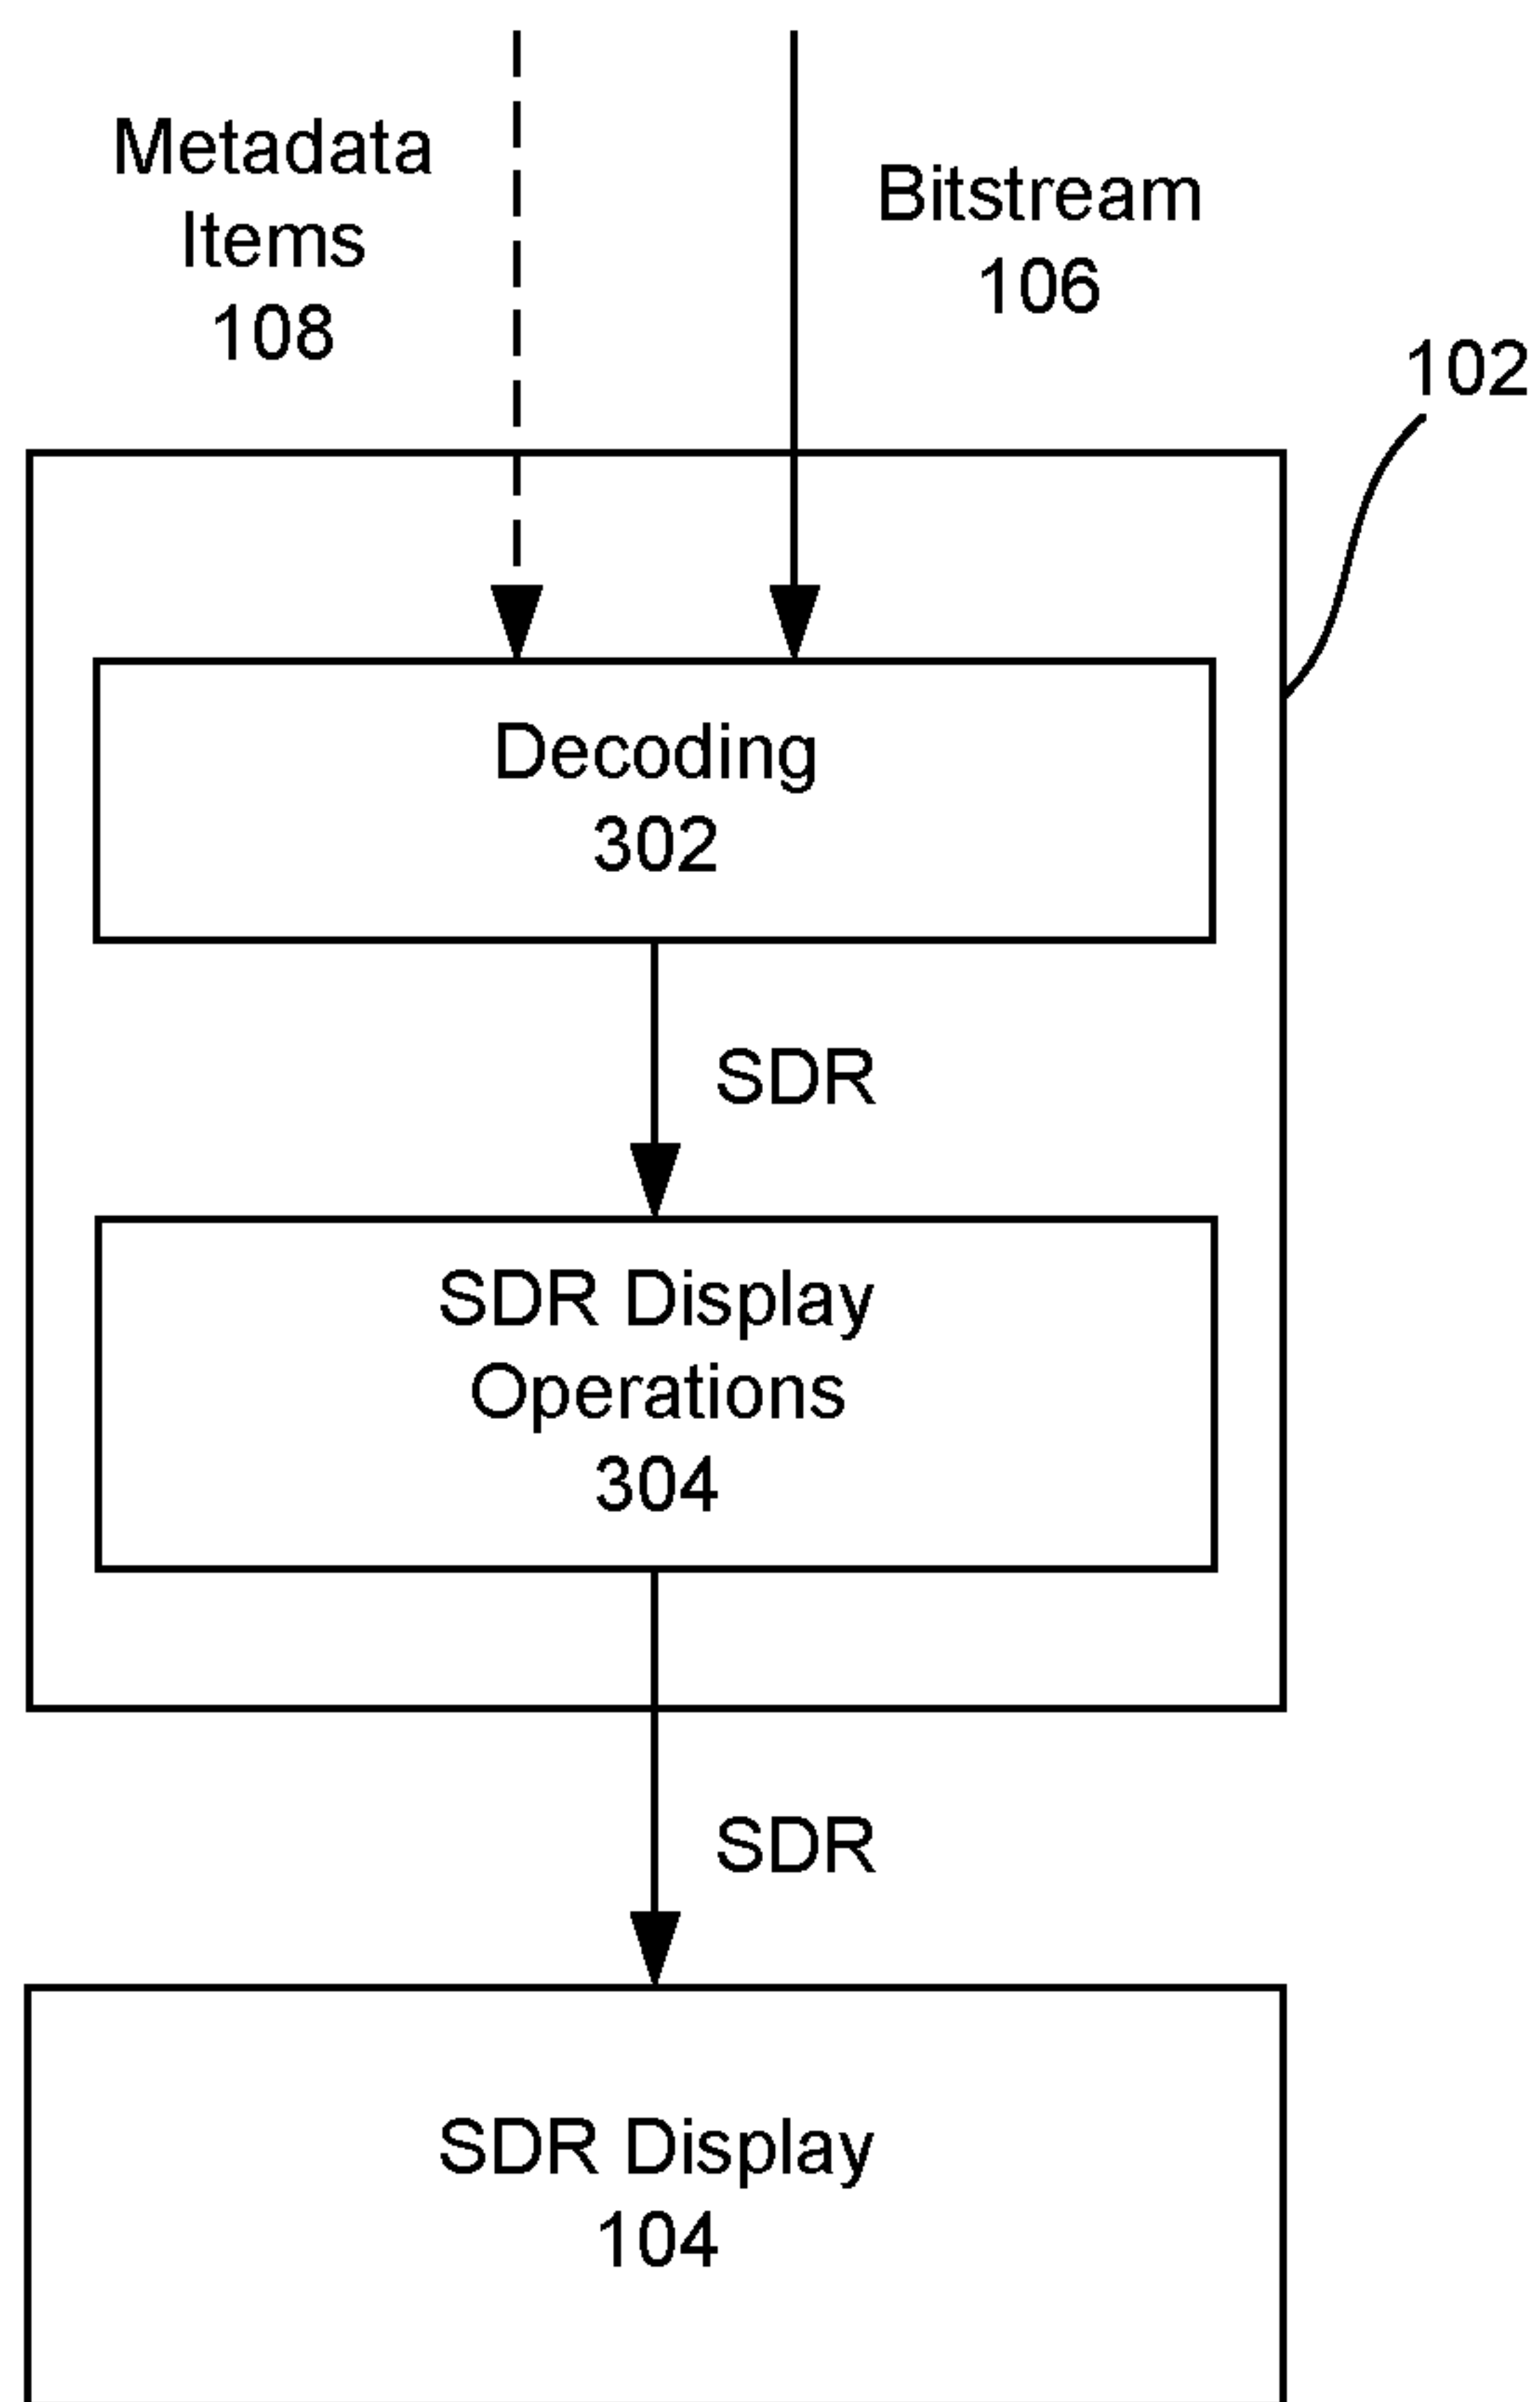 Metadata
Items
108
Bitstream
106
102
Decoding
302
SDR
SDR Display
Operations
304
SDR
SDR Display
104